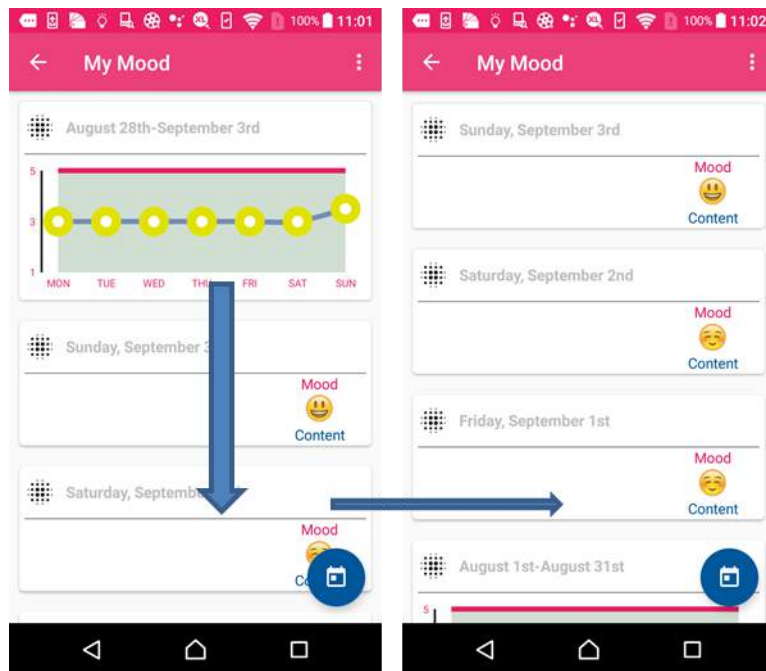 100% 11:01
My Mood
August 28th-September 3rd
5
3
1
MON TUE WED THU FRI SAT SUN
Sunday, September 3
Mood
Content
Saturday, Septemb
Mood
C
100% 11:02
My Mood
Sunday, September 3rd
Mood
Content
Saturday, September 2nd
Mood
Content
Friday, September 1st
Mood
Content
August 1st-August 31st
5